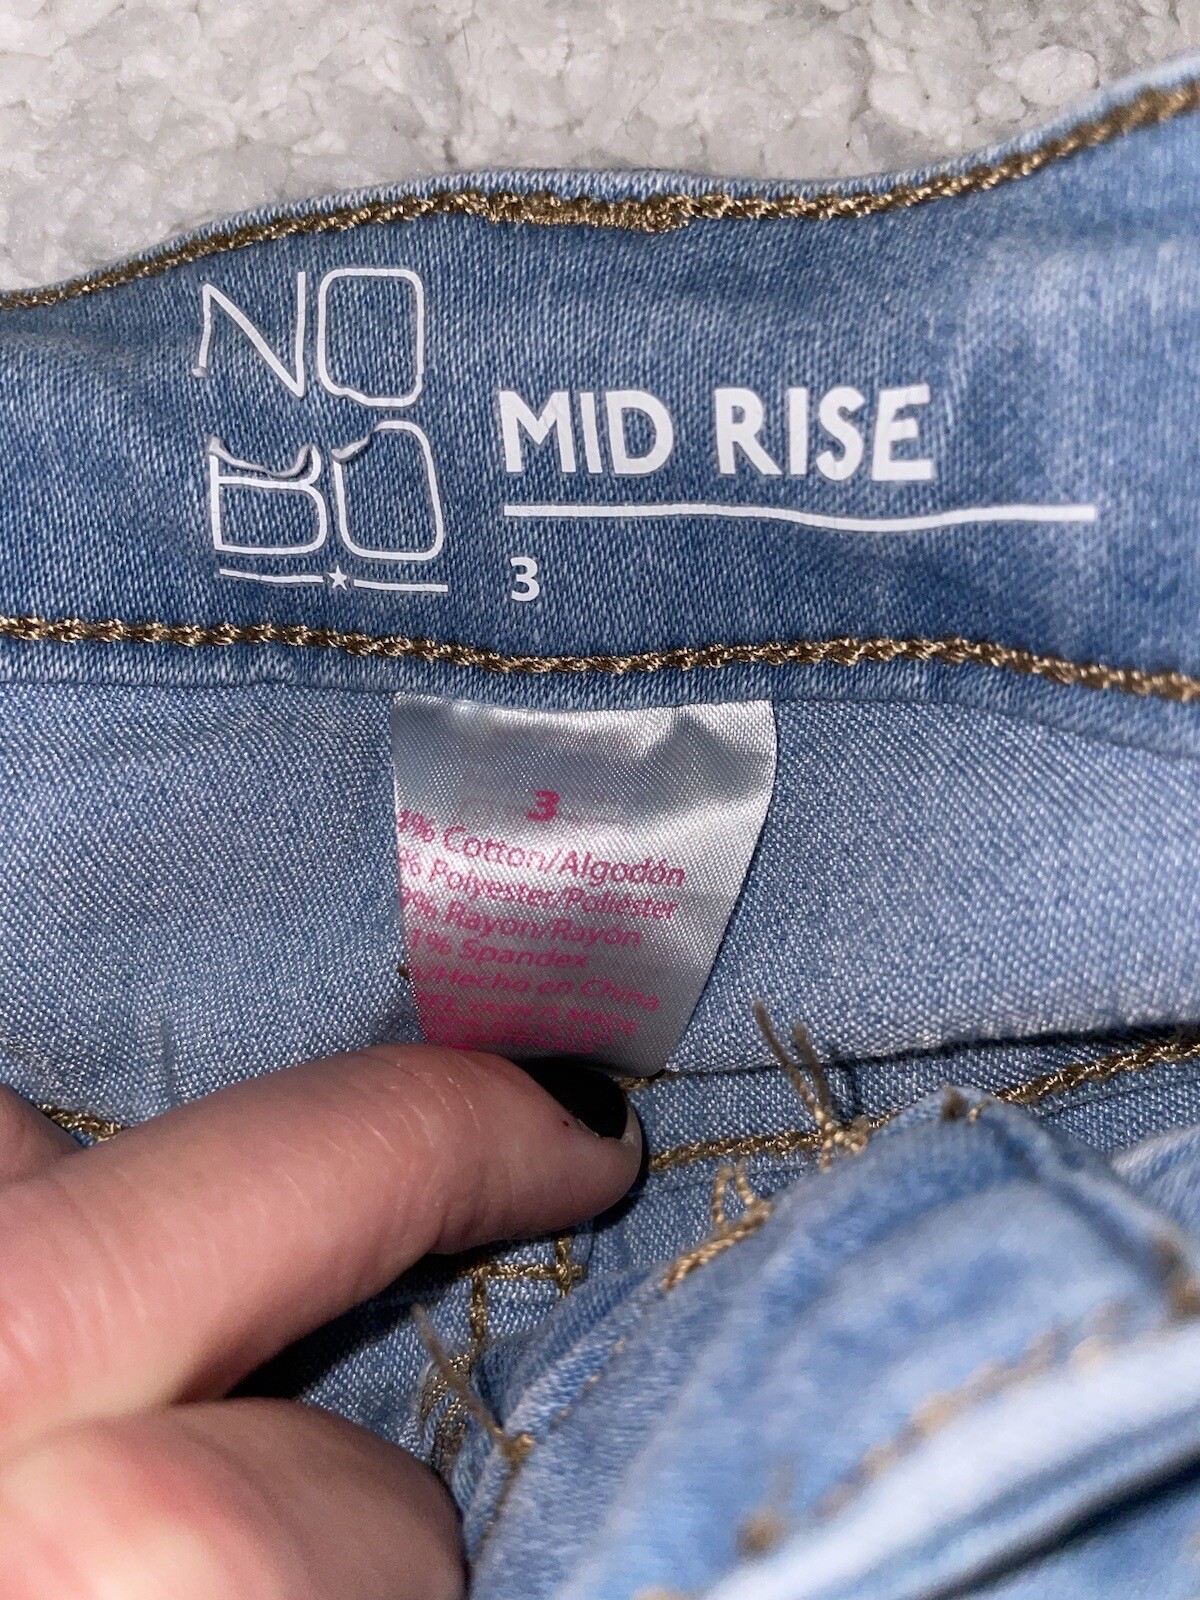 NO
BO
MID RISE
3
3
% Cotton/Algodón
% Polyester/Poliéster
% Rayon/Rayón
1% Spandex
/Hecho en China